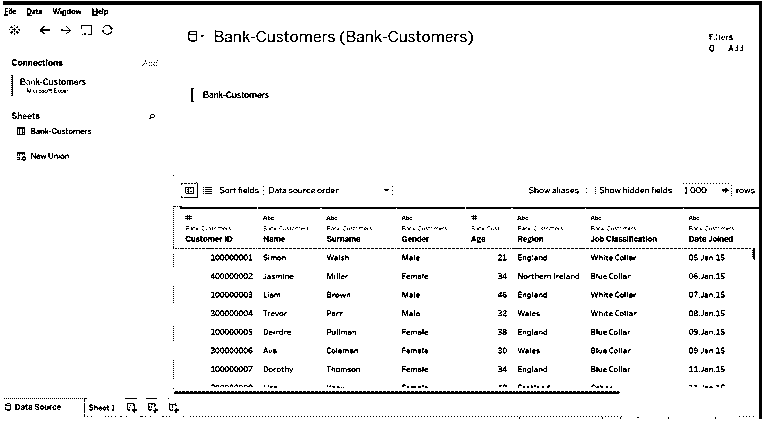 File Data Window Help
Bank-Customers (Bank-Customers)
Filters
0 Add
Connections Add
Bank-Customers
Microsoft Excel
Bank-Customers
Sheets
Bank-Customers
New Union
Sort fields Data source order Show aliases Show hidden fields 1,000 rows
# Abc Abc Abc # Abc Abc Abc
Bank-Customers Bank-Customers Bank-Customers Bank-Customers Bank-Cust Bank-Customers Bank-Customers Bank-Customers
Customer ID Name Surname Gender Age Region Job Classification Date Joined
100000001 Simon Walsh Male 21 England White Collar 05.Jan.15
400000002 Jasmine Miller Female 34 Northern Ireland Blue Collar 06.Jan.15
100000003 Liam Brown Male 46 England White Collar 07.Jan.15
300000004 Trevor Parr Male 32 Wales White Collar 08.Jan.15
100000005 Deirdre Pullman Female 38 England Blue Collar 09.Jan.15
300000006 Ava Coleman Female 30 Wales Blue Collar 09.Jan.15
100000007 Dorothy Thomson Female 34 England Blue Collar 11.Jan.15
Data Source Sheet 1